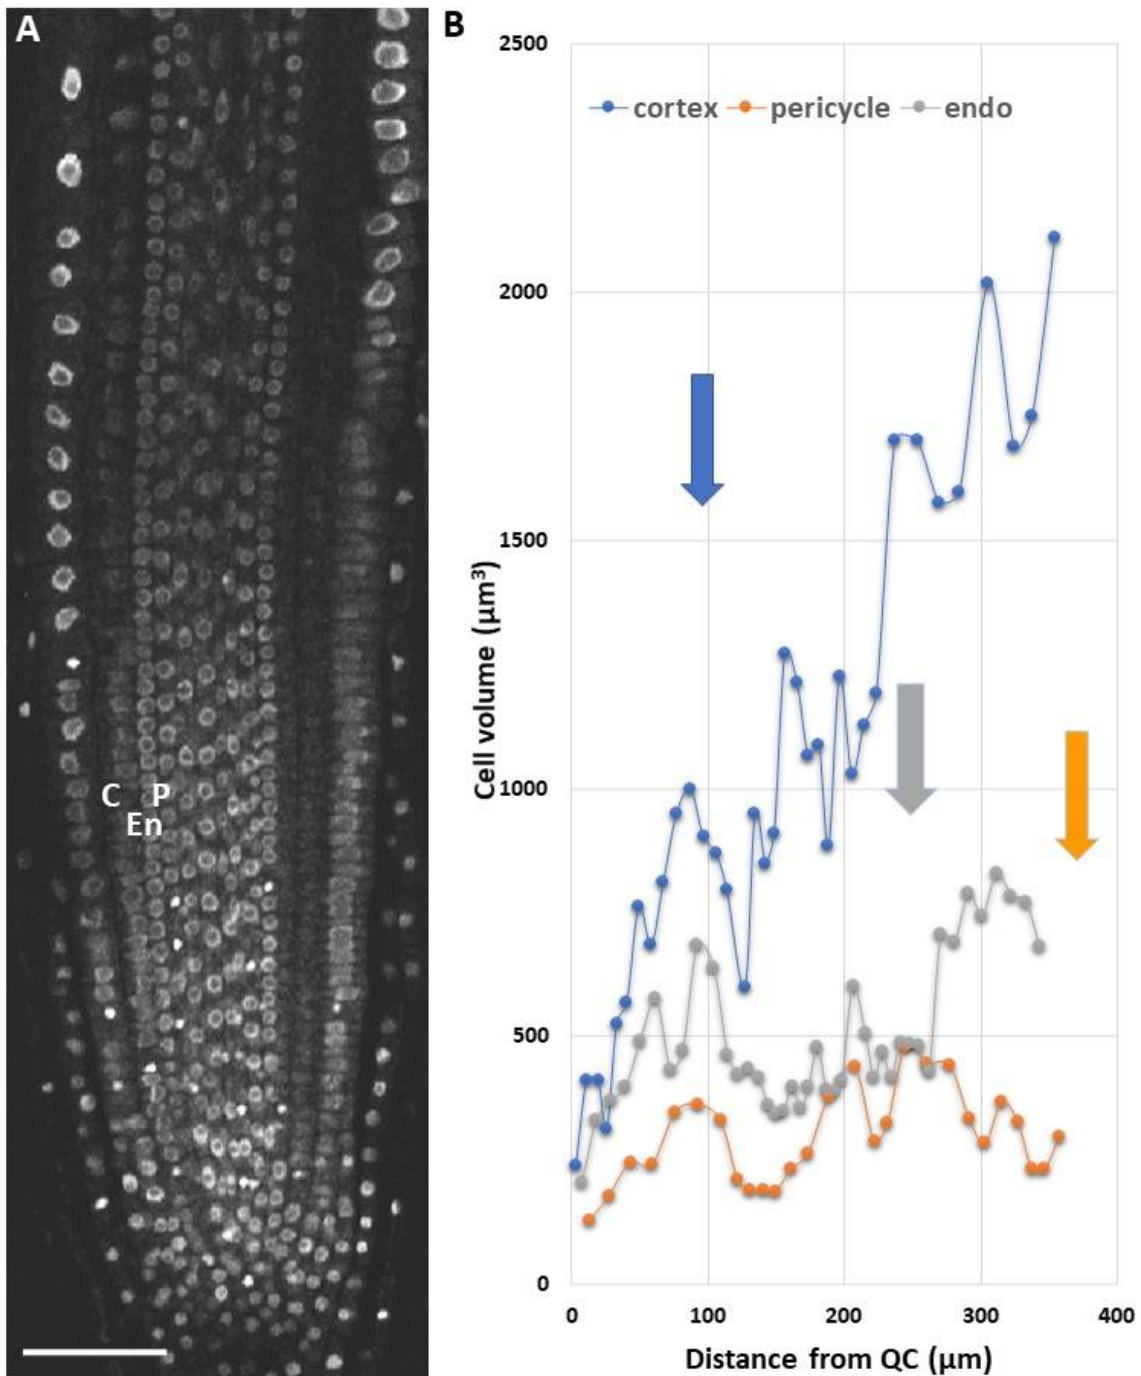 A
C P
En
B
cortex pericycle endo
2500
2000
1500
1000
500
0
Cell volume (µm³)
0 100 200 300 400
Distance from QC (µm)